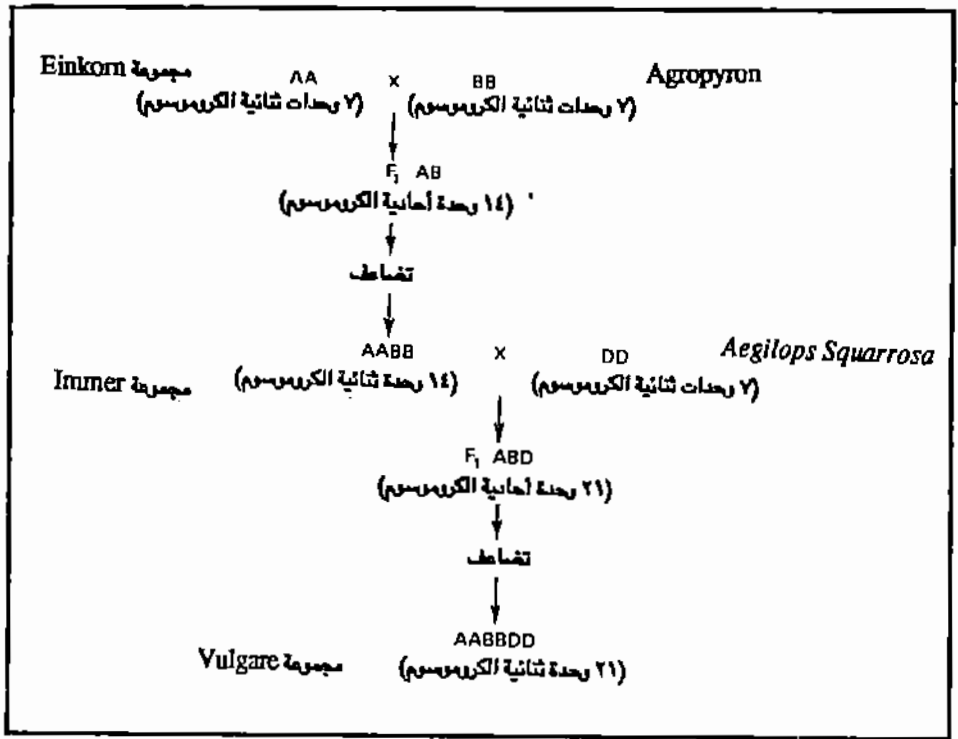 مجموعة Einkorn AA x BB Agropyron
(٧ وحدات ثنائية الكروموسوم) (٧ وحدات ثنائية الكروموسوم)
F₁ AB
(١٤ وحدة أحادية الكروموسوم)
تضاعف
AABB x DD Aegilops Squarrosa
مجموعة Immer (١٤ وحدة ثنائية الكروموسوم) (٧ وحدات ثنائية الكروموسوم)
F₁ ABD
(٢١ وحدة أحادية الكروموسوم)
تضاعف
AABBDD
مجموعة Vulgare (٢١ وحدة ثنائية الكروموسوم)